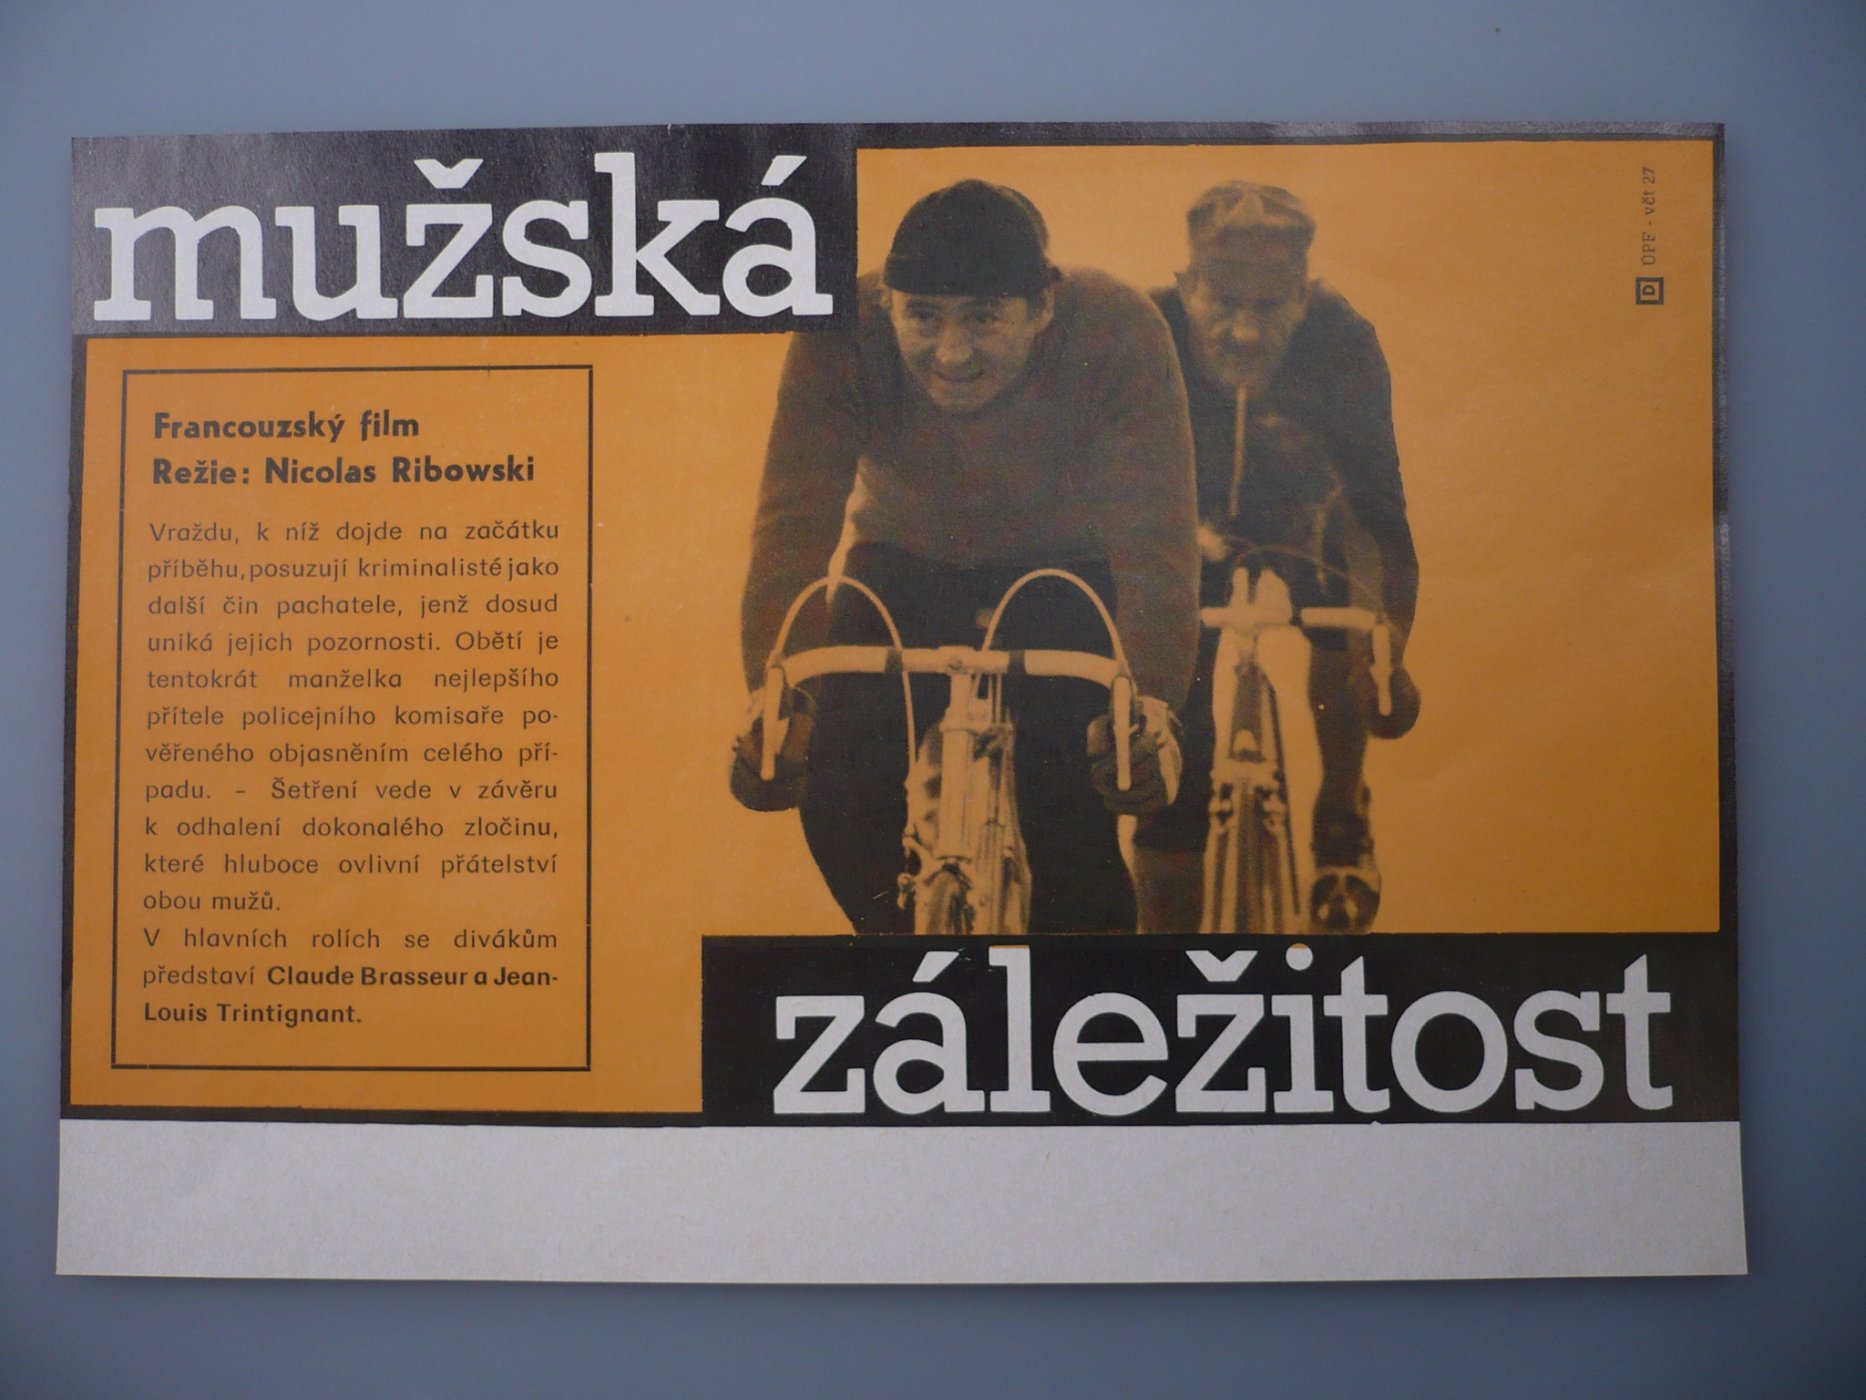 mužská
Francouzský film
Režie: Nicolas Ribowski
Vraždu, k níž dojde na začátku
příběhu, posuzují kriminalisté jako
další čin pachatele, jenž dosud
uniká jejich pozornosti. Obětí je
tentokrát manželka nejlepšího
přítele policejního komisaře po-
věřeného objasněním celého pří-
padu. – Šetření vede v závěru
k odhalení dokonalého zločinu,
které hluboce ovlivní přátelství
obou mužů.
V hlavních rolích se divákům
představí Claude Brasseur a Jean-
Louis Trintignant.
záležitost
D ÚPF - včt 27